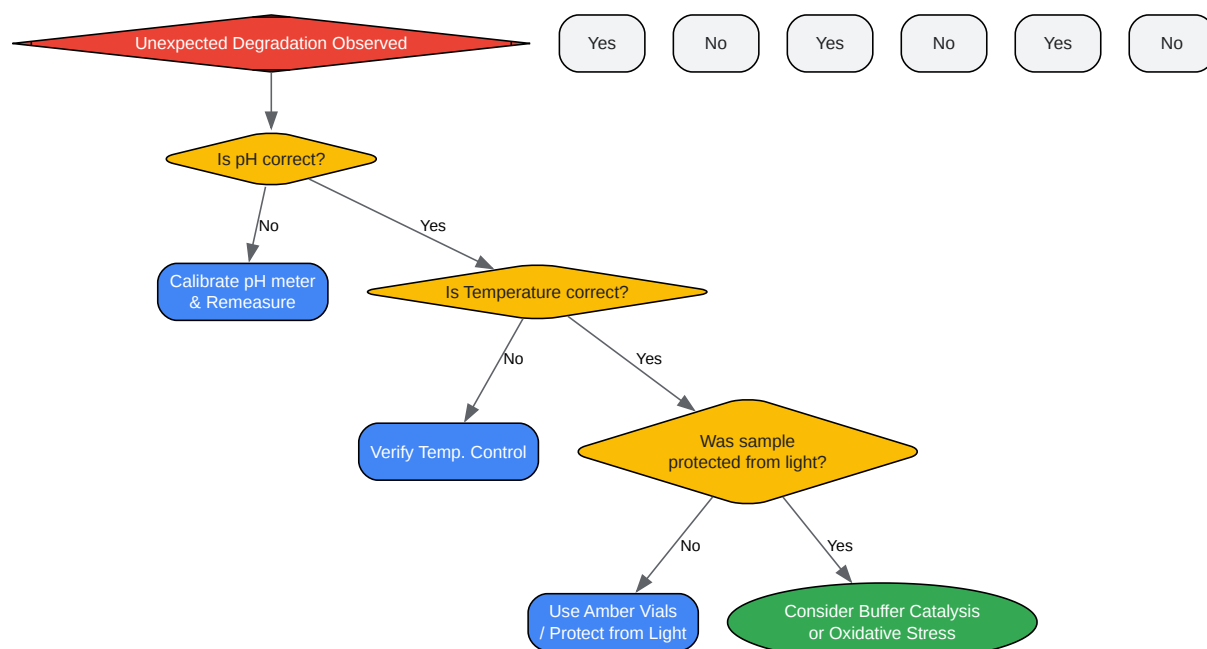 Unexpected Degradation Observed
Yes
No
Yes
No
Yes
No
Is pH correct?
No
Yes
Calibrate pH meter
& Remeasure
Is Temperature correct?
No
Yes
Verify Temp. Control
Was sample
protected from light?
No
Yes
Use Amber Vials
/ Protect from Light
Consider Buffer Catalysis
or Oxidative Stress